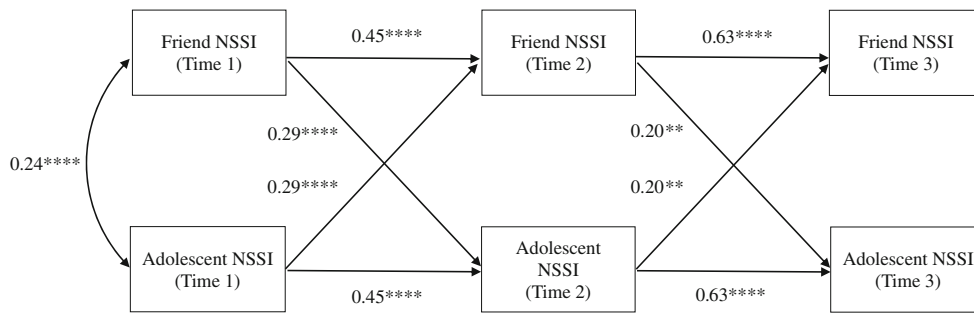 Friend NSSI
(Time 1)
0.45****
Friend NSSI
(Time 2)
0.63****
Friend NSSI
(Time 3)
0.29****
0.20**
0.24****
0.29****
0.20**
Adolescent NSSI
(Time 1)
0.45****
Adolescent
NSSI
(Time 2)
0.63****
Adolescent NSSI
(Time 3)